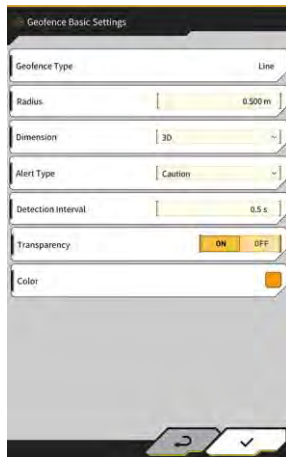 Geofence Basic Settings
Geofence Type Line
Radius 0.500 m
Dimension 3D
Alert Type Caution
Detection Interval 0.5 s
Transparency ON OFF
Color